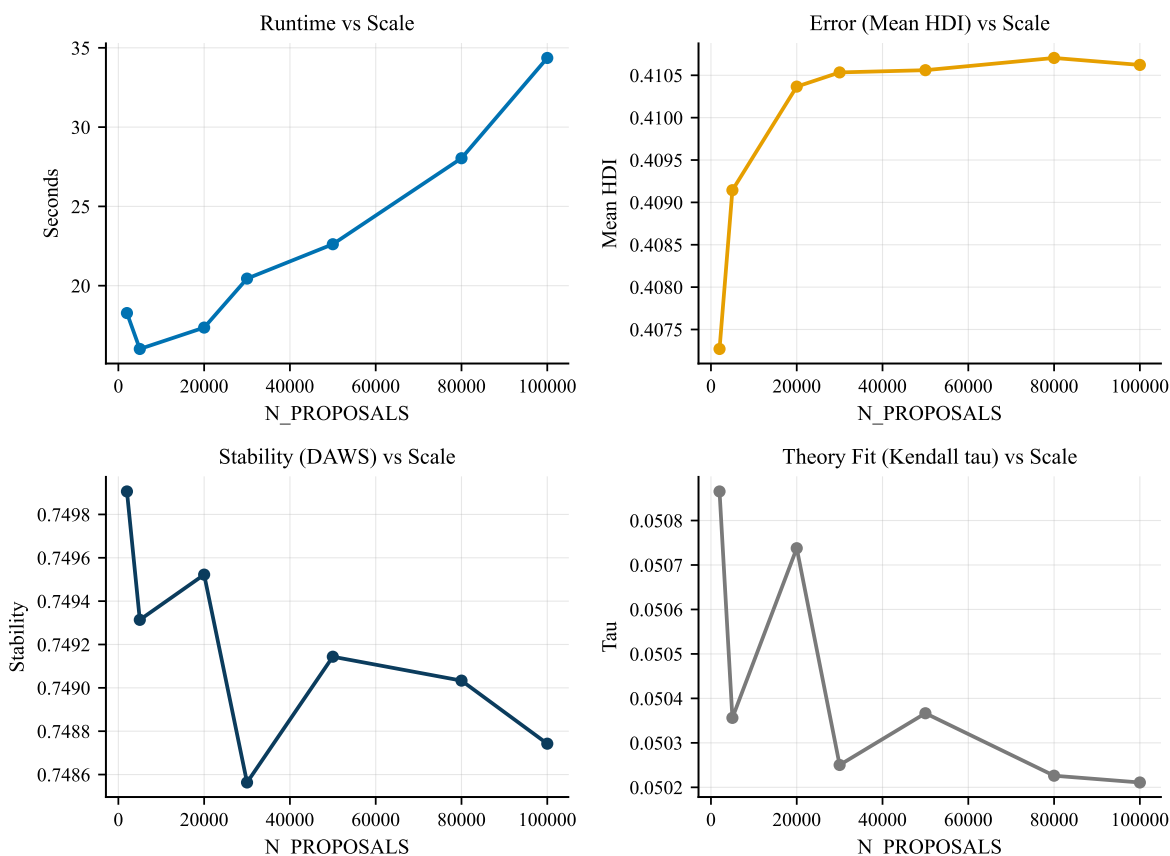 Runtime vs Scale
35
30
25
20
Seconds
0 20000 40000 60000 80000 100000
N_PROPOSALS
Error (Mean HDI) vs Scale
0.4105
0.4100
0.4095
0.4090
0.4085
0.4080
0.4075
Mean HDI
0 20000 40000 60000 80000 100000
N_PROPOSALS
Stability (DAWS) vs Scale
0.7498
0.7496
0.7494
0.7492
0.7490
0.7488
0.7486
Stability
0 20000 40000 60000 80000 100000
N_PROPOSALS
Theory Fit (Kendall tau) vs Scale
0.0508
0.0507
0.0506
0.0505
0.0504
0.0503
0.0502
Tau
0 20000 40000 60000 80000 100000
N_PROPOSALS